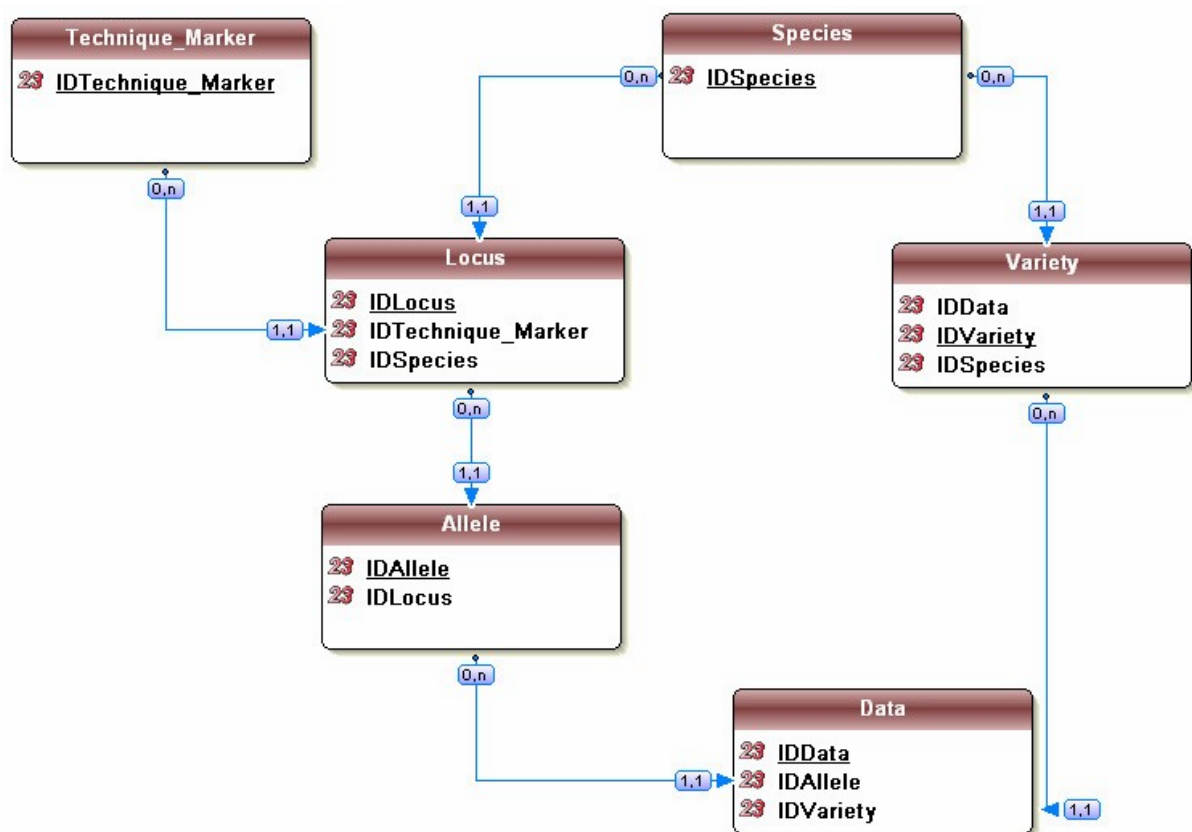 Technique_Marker
23 IDTechnique_Marker
0,n
Species
23 IDSpecies
0,n
0,n
1,1
1,1
Locus
23 IDLocus
23 IDTechnique_Marker
23 IDSpecies
1,1
0,n
Variety
23 IDData
23 IDVariety
23 IDSpecies
0,n
1,1
Allele
23 IDAllele
23 IDLocus
0,n
Data
23 IDData
23 IDAllele
23 IDVariety
1,1
1,1